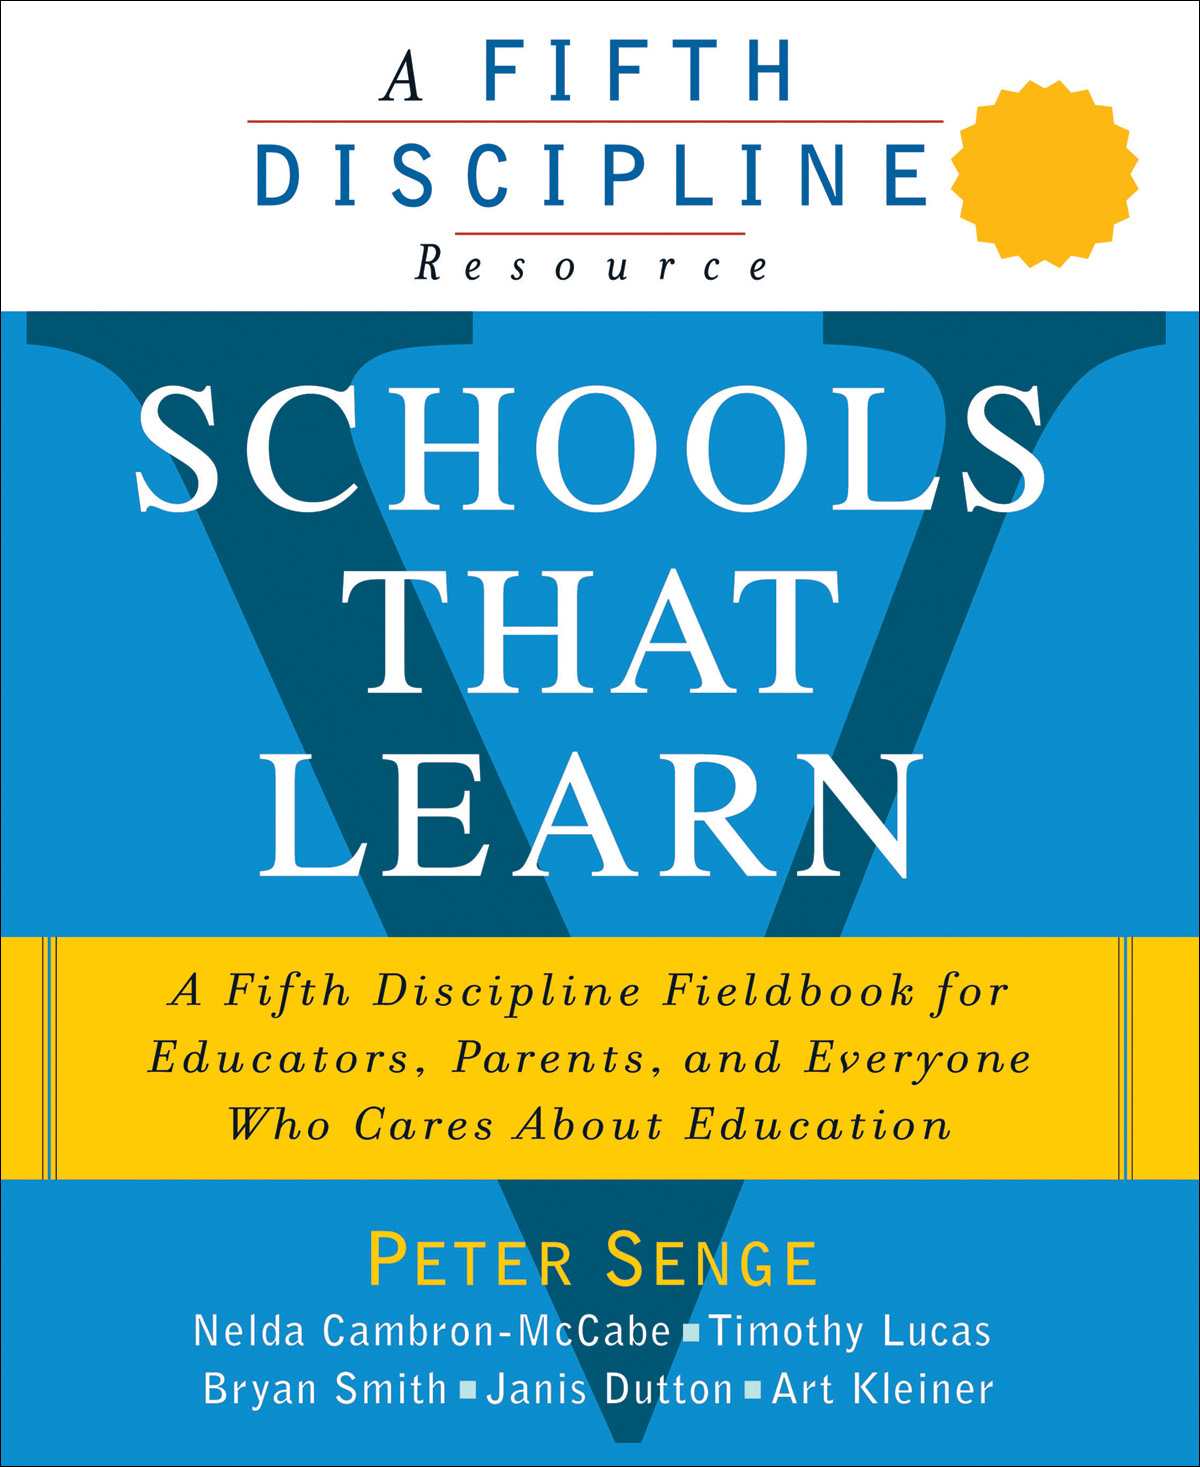 A FIFTH
DISCIPLINE
Resource
SCHOOLS
THAT
LEARN
A Fifth Discipline Fieldbook for
Educators, Parents, and Everyone
Who Cares About Education
PETER SENGE
Nelda Cambron-McCabe ▪ Timothy Lucas
Bryan Smith ▪ Janis Dutton ▪ Art Kleiner